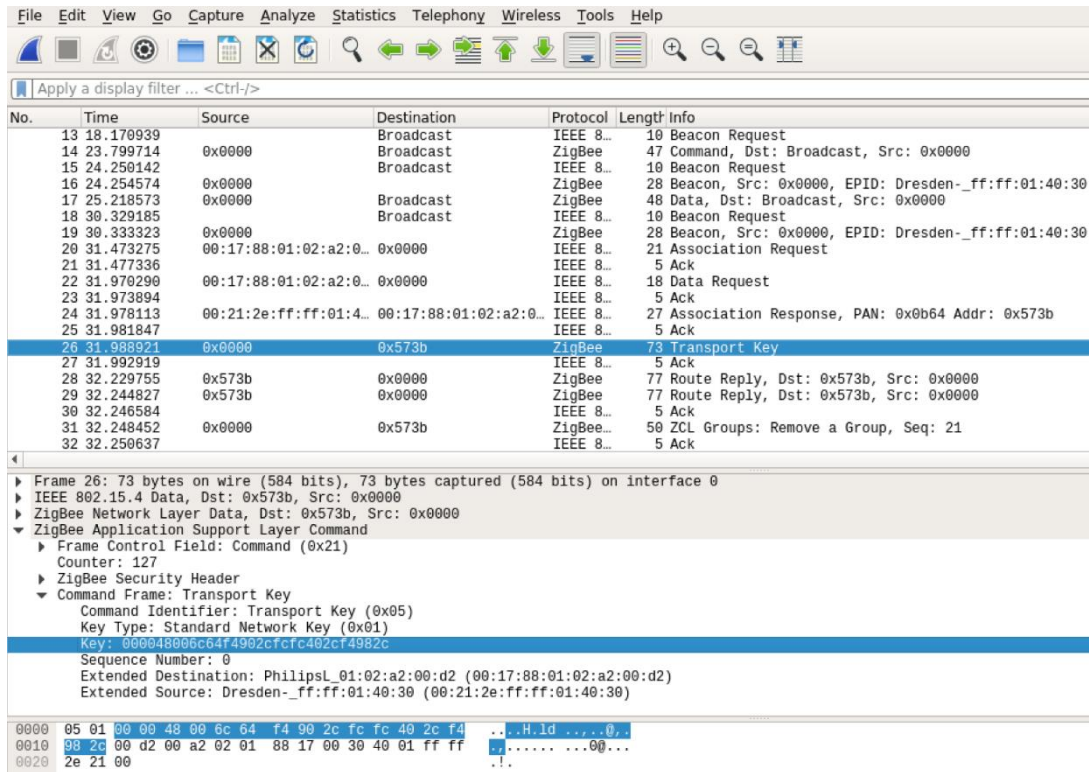 File Edit View Go Capture Analyze Statistics Telephony Wireless Tools Help
Apply a display filter ... <Ctrl-/>
No. Time Source Destination Protocol Length Info
13 18.170939 Broadcast IEEE 8… 10 Beacon Request
14 23.799714 0x0000 Broadcast ZigBee 47 Command, Dst: Broadcast, Src: 0x0000
15 24.250142 Broadcast IEEE 8… 10 Beacon Request
16 24.254574 0x0000 ZigBee 28 Beacon, Src: 0x0000, EPID: Dresden-_ff:ff:01:40:30
17 25.218573 0x0000 Broadcast ZigBee 48 Data, Dst: Broadcast, Src: 0x0000
18 30.329185 Broadcast IEEE 8… 10 Beacon Request
19 30.333323 0x0000 ZigBee 28 Beacon, Src: 0x0000, EPID: Dresden-_ff:ff:01:40:30
20 31.473275 00:17:88:01:02:a2:0… 0x0000 IEEE 8… 21 Association Request
21 31.477336 IEEE 8… 5 Ack
22 31.970290 00:17:88:01:02:a2:0… 0x0000 IEEE 8… 18 Data Request
23 31.973894 IEEE 8… 5 Ack
24 31.978113 00:21:2e:ff:ff:01:4… 00:17:88:01:02:a2:0… IEEE 8… 27 Association Response, PAN: 0x0b64 Addr: 0x573b
25 31.981847 IEEE 8… 5 Ack
26 31.988921 0x0000 0x573b ZigBee 73 Transport Key
27 31.992919 IEEE 8… 5 Ack
28 32.229755 0x573b 0x0000 ZigBee 77 Route Reply, Dst: 0x573b, Src: 0x0000
29 32.244827 0x573b 0x0000 ZigBee 77 Route Reply, Dst: 0x573b, Src: 0x0000
30 32.246584 IEEE 8… 5 Ack
31 32.248452 0x0000 0x573b ZigBee… 50 ZCL Groups: Remove a Group, Seq: 21
32 32.250637 IEEE 8… 5 Ack
Frame 26: 73 bytes on wire (584 bits), 73 bytes captured (584 bits) on interface 0
IEEE 802.15.4 Data, Dst: 0x573b, Src: 0x0000
ZigBee Network Layer Data, Dst: 0x573b, Src: 0x0000
ZigBee Application Support Layer Command
Frame Control Field: Command (0x21)
Counter: 127
ZigBee Security Header
Command Frame: Transport Key
Command Identifier: Transport Key (0x05)
Key Type: Standard Network Key (0x01)
Key: 000048006c64f4902cfcfc402cf4982c
Sequence Number: 0
Extended Destination: PhilipsL_01:02:a2:00:d2 (00:17:88:01:02:a2:00:d2)
Extended Source: Dresden-_ff:ff:01:40:30 (00:21:2e:ff:ff:01:40:30)
0000 05 01 00 00 48 00 6c 64 f4 90 2c fc fc 40 2c f4 ....H.ld ..,..@,.
0010 98 2c 00 d2 00 a2 02 01 88 17 00 30 40 01 ff ff .,...... ...0@...
0020 2e 21 00 .!.